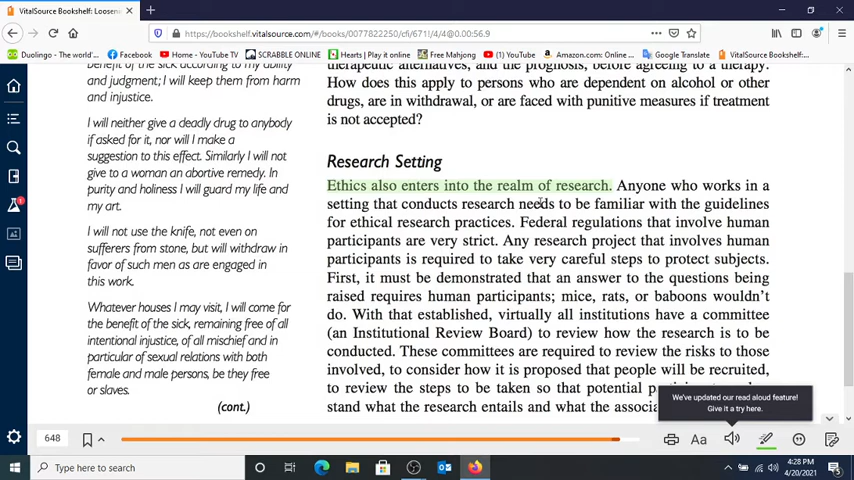 VitalSource Bookshelf: Loosene
https://bookshelf.vitalsource.com/#/books/0077822250/cfi/671!/4/4@0.00:56.9
Duolingo - The world's...
Facebook
Home - YouTube TV
SCRABBLE ONLINE
Hearts | Play it online
Free Mahjong
(1) YouTube
Amazon.com: Online...
Google Translate
VitalSource Bookshelf...
benefit of the sick according to my ability
and judgment; I will keep them from harm
and injustice.
I will neither give a deadly drug to anybody
if asked for it, nor will I make a
suggestion to this effect. Similarly I will not
give to a woman an abortive remedy. In
purity and holiness I will guard my life and
my art.
I will not use the knife, not even on
sufferers from stone, but will withdraw in
favor of such men as are engaged in
this work.
Whatever houses I may visit, I will come for
the benefit of the sick, remaining free of all
intentional injustice, of all mischief and in
particular of sexual relations with both
female and male persons, be they free
or slaves.
(cont.)
therapeutic alternatives, and the prognosis, before agreeing to a therapy.
How does this apply to persons who are dependent on alcohol or other
drugs, are in withdrawal, or are faced with punitive measures if treatment
is not accepted?
Research Setting
Ethics also enters into the realm of research. Anyone who works in a
setting that conducts research needs to be familiar with the guidelines
for ethical research practices. Federal regulations that involve human
participants are very strict. Any research project that involves human
participants is required to take very careful steps to protect subjects.
First, it must be demonstrated that an answer to the questions being
raised requires human participants; mice, rats, or baboons wouldn't
do. With that established, virtually all institutions have a committee
(an Institutional Review Board) to review how the research is to be
conducted. These committees are required to review the risks to those
involved, to consider how it is proposed that people will be recruited,
to review the steps to be taken so that potential
stand what the research entails and what the
We've updated our read aloud feature!
Give it a try here.
648
Aa
Type here to search
4:28 PM
4/20/2021